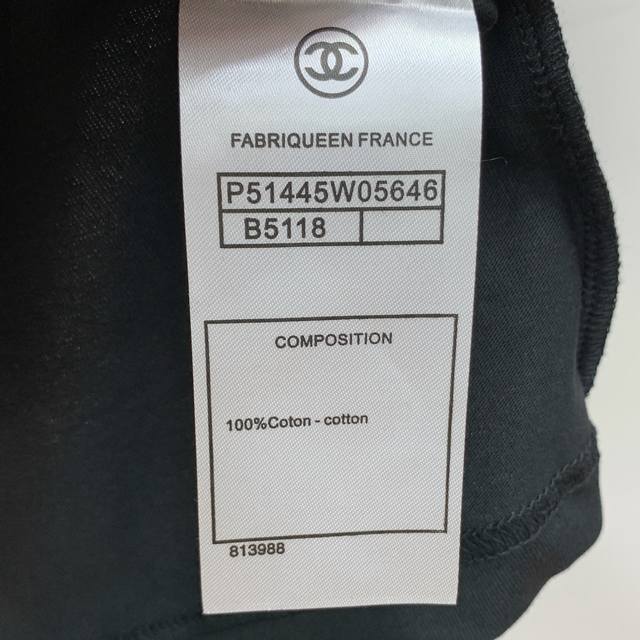 FABRIQUEEN FRANCE
P51445W05646
B5118
COMPOSITION
100%Coton - cotton
813988